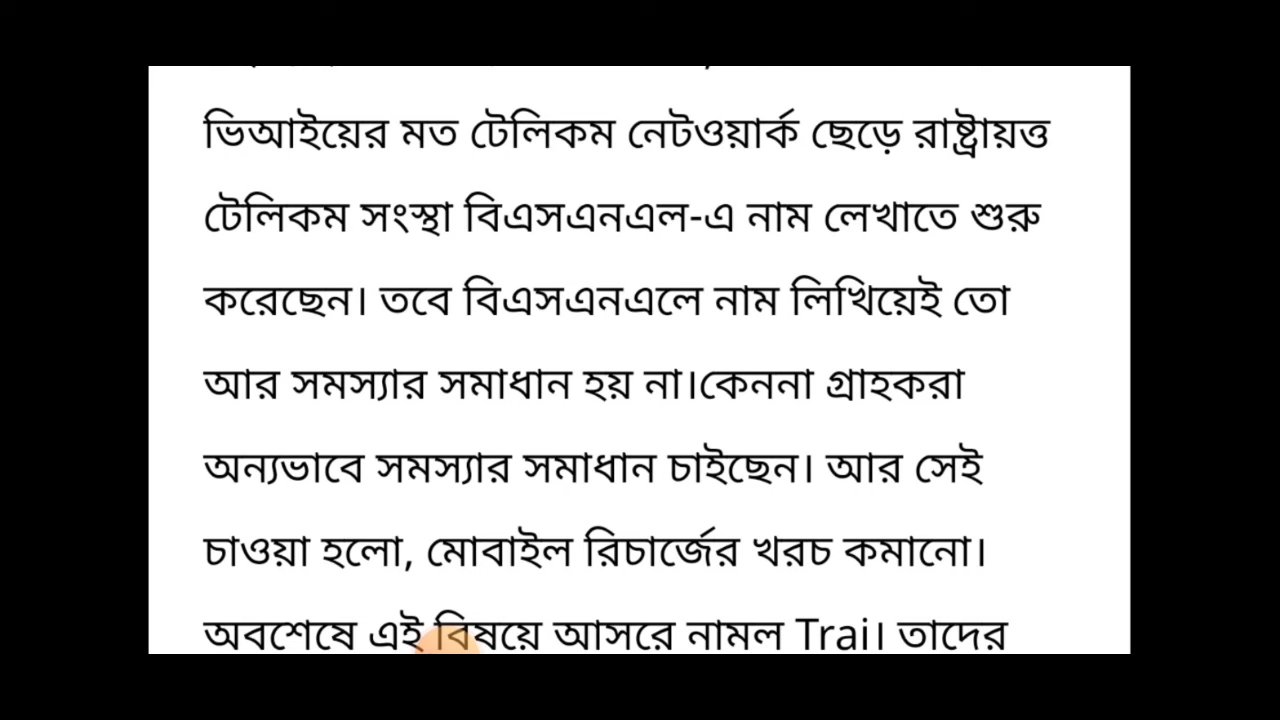 ভিআইয়ের মত টেলিকম নেটওয়ার্ক ছেড়ে রাষ্ট্রায়ত্ত
টেলিকম সংস্থা বিএসএনএল-এ নাম লেখাতে শুরু
করেছেন। তবে বিএসএনএলে নাম লিখিয়েই তো
আর সমস্যার সমাধান হয় না।কেননা গ্রাহকরা
অন্যভাবে সমস্যার সমাধান চাইছেন। আর সেই
চাওয়া হলো, মোবাইল রিচার্জের খরচ কমানো।
অবশেষে এই বিষয়ে আসরে নামল Trai। তাদের